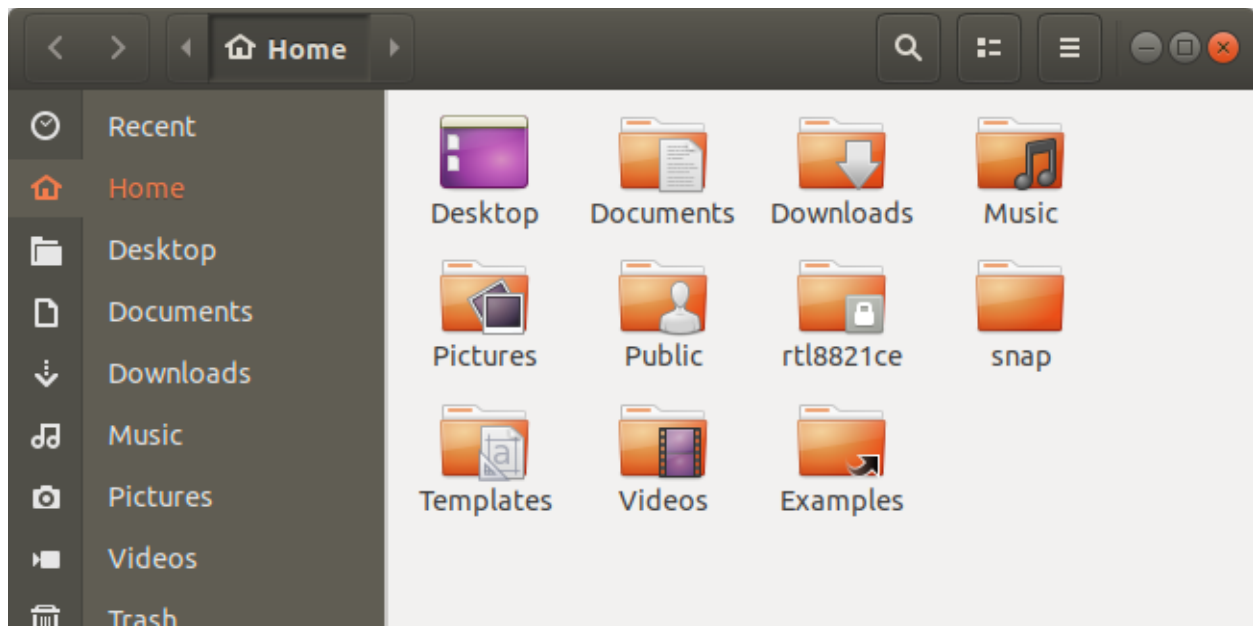 Home
Recent
Home
Desktop
Documents
Downloads
Music
Pictures
Videos
Trash
Desktop Documents Downloads Music
Pictures Public rtl8821ce snap
Templates Videos Examples